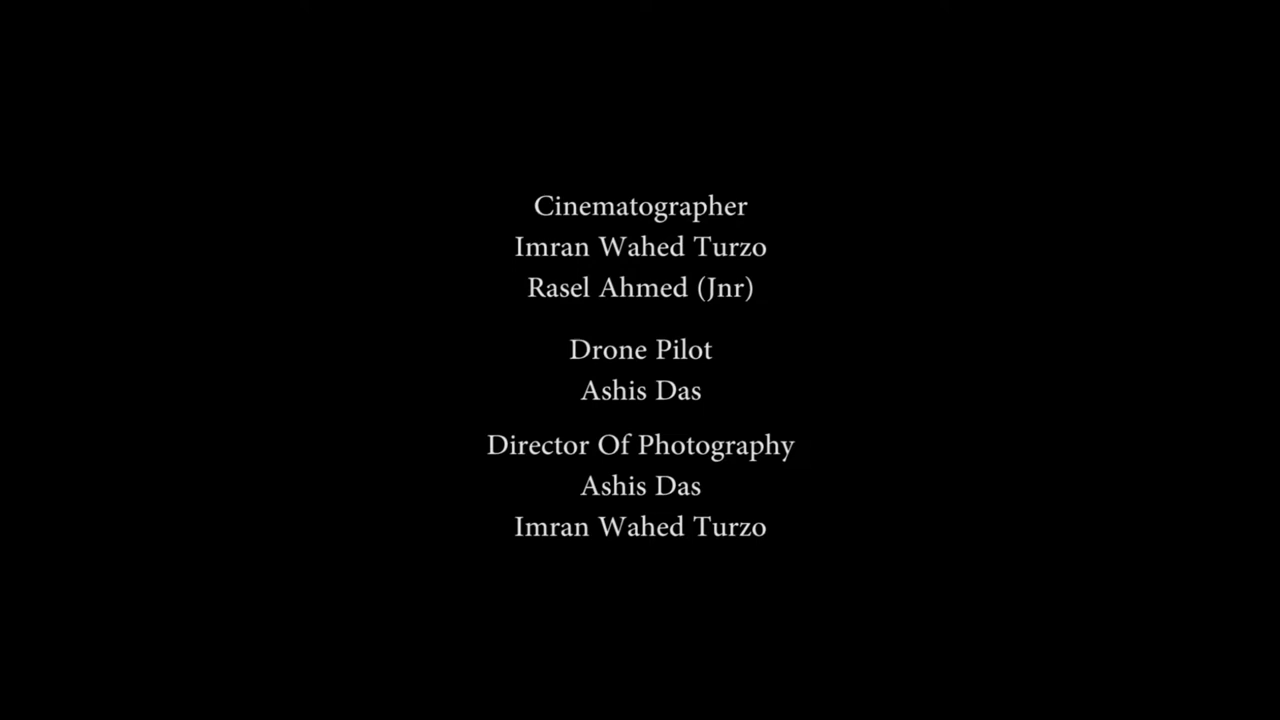 Cinematographer
Imran Wahed Turzo
Rasel Ahmed (Jnr)
Drone Pilot
Ashis Das
Director Of Photography
Ashis Das
Imran Wahed Turzo